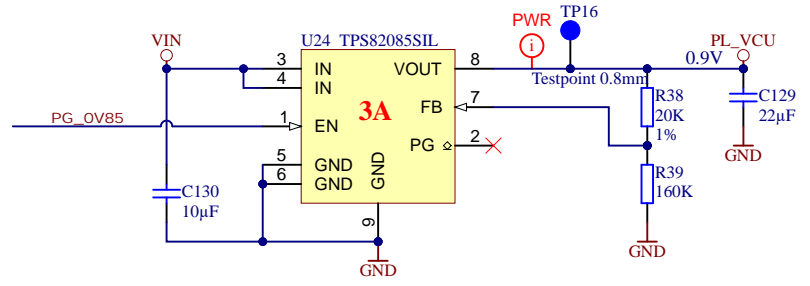 PWR
TP16
VIN
U24 TPS82085SIL
PL_VCU
3
IN
VOUT
8
0.9V
4
IN
Testpoint 0.8mm
3A
FB
7
R38
20K
1%
C129
22µF
PG_0V85
1
EN
PG
2
GND
5
GND
6
GND
GND
C130
10µF
R39
160K
9
GND
GND
i